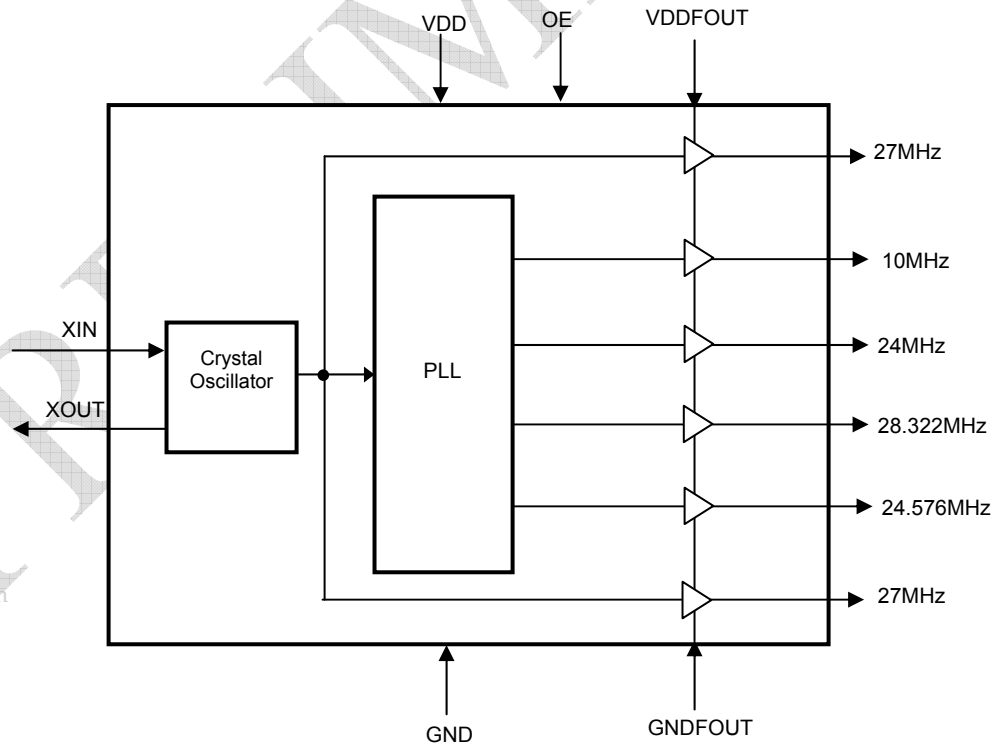 VDD
OE
VDDFOUT
27MHz
10MHz
XIN
Crystal
Oscillator
PLL
24MHz
XOUT
28.322MHz
24.576MHz
27MHz
GND
GNDFOUT